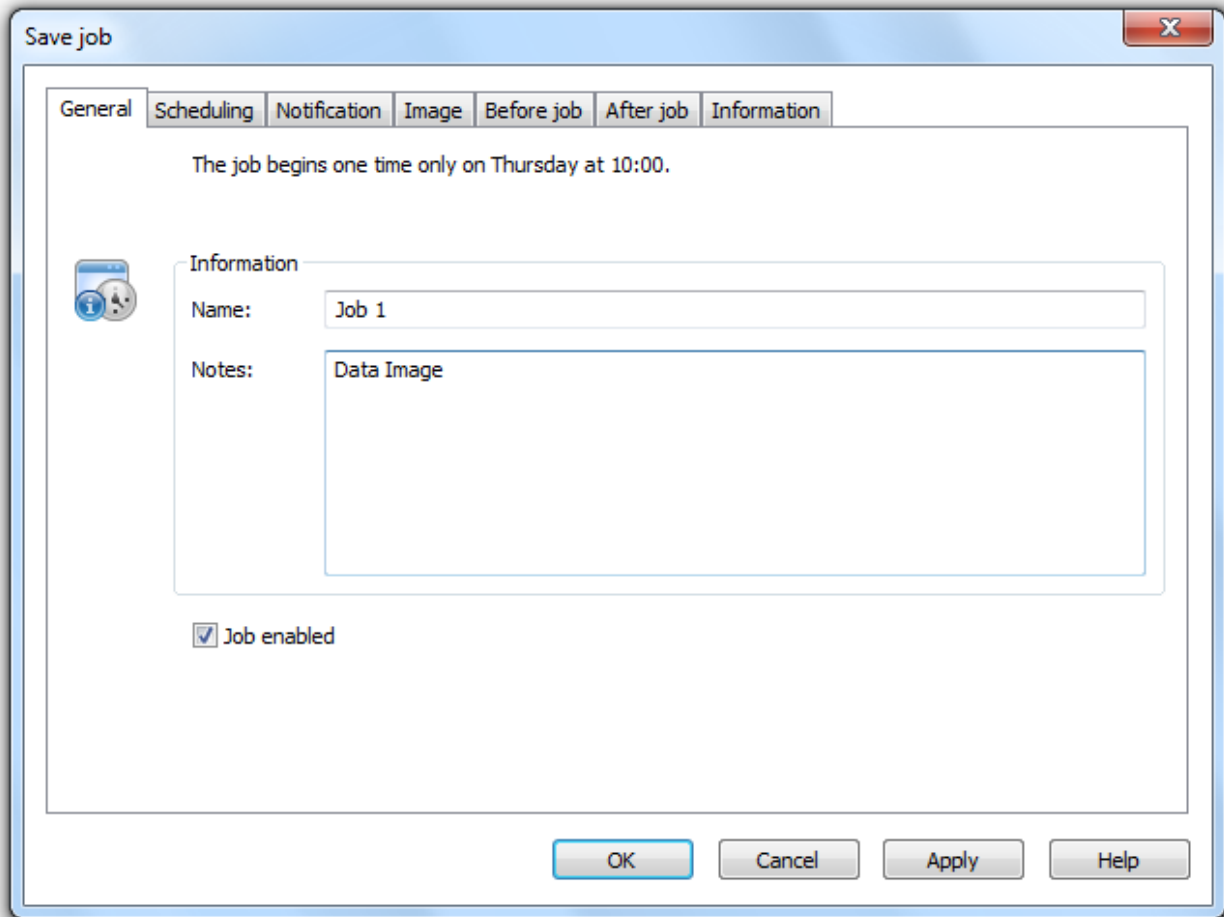 Save job
General Scheduling Notification Image Before job After job Information
The job begins one time only on Thursday at 10:00.
Information
Name: Job 1
Notes: Data Image
Job enabled
OK Cancel Apply Help